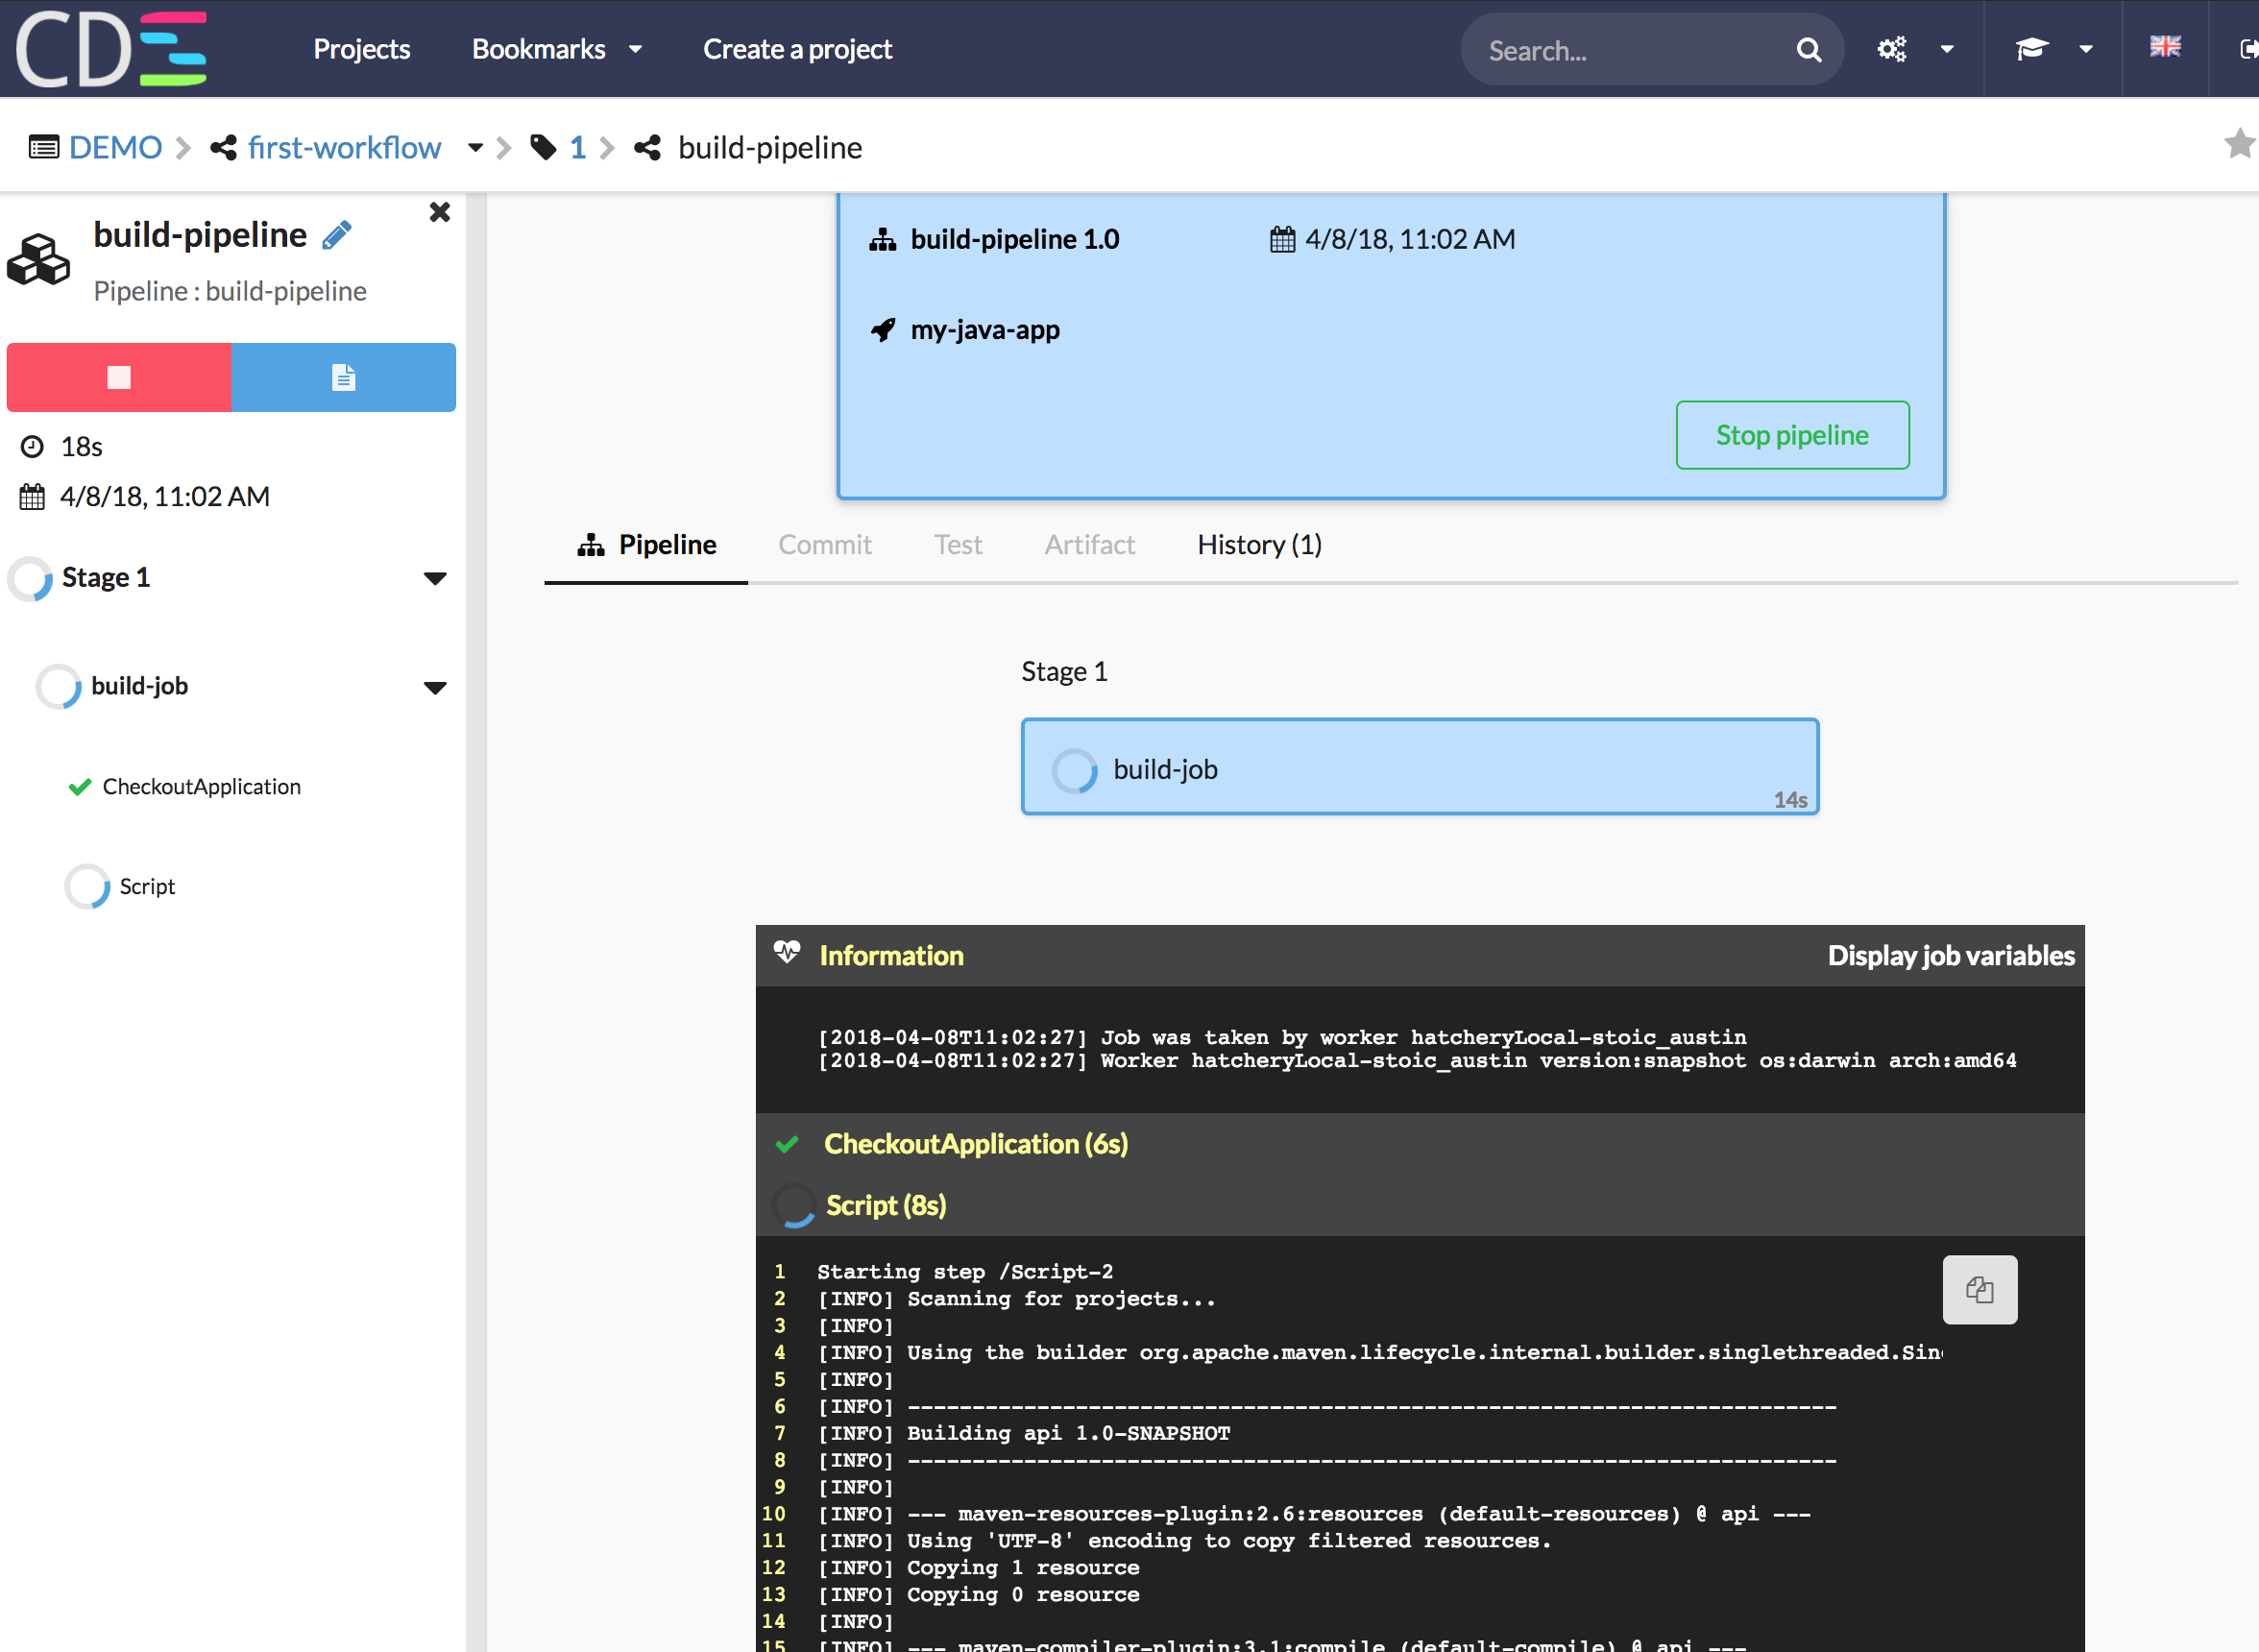 CDS
Projects
Bookmarks
Create a project
Search...
DEMO
first-workflow
1
build-pipeline
build-pipeline
Pipeline : build-pipeline
18s
4/8/18, 11:02 AM
Stage 1
build-job
CheckoutApplication
Script
build-pipeline 1.0
4/8/18, 11:02 AM
my-java-app
Stop pipeline
Pipeline
Commit
Test
Artifact
History (1)
Stage 1
build-job
14s
Information
Display job variables
[2018-04-08T11:02:27] Job was taken by worker hatcheryLocal-stoic_austin
[2018-04-08T11:02:27] Worker hatcheryLocal-stoic_austin version:snapshot os:darwin arch:amd64
CheckoutApplication (6s)
Script (8s)
1 Starting step /Script-2
2 [INFO] Scanning for projects...
3 [INFO]
4 [INFO] Using the builder org.apache.maven.lifecycle.internal.builder.singlethreaded.Sin
5 [INFO]
6 [INFO] ------------------------------------------------------------------------
7 [INFO] Building api 1.0-SNAPSHOT
8 [INFO] ------------------------------------------------------------------------
9 [INFO]
10 [INFO] --- maven-resources-plugin:2.6:resources (default-resources) @ api ---
11 [INFO] Using 'UTF-8' encoding to copy filtered resources.
12 [INFO] Copying 1 resource
13 [INFO] Copying 0 resource
14 [INFO]
15 [INFO] --- maven-compiler-plugin:3.1:compile (default-compile) @ api ---